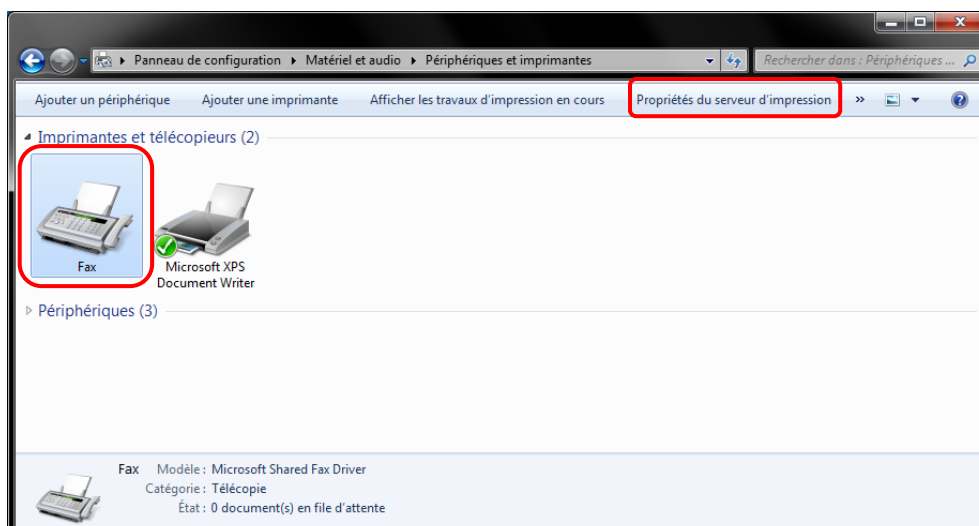 Panneau de configuration ▸ Matériel et audio ▸ Périphériques et imprimantes
Rechercher dans : Périphériques ...
Ajouter un périphérique Ajouter une imprimante Afficher les travaux d'impression en cours Propriétés du serveur d'impression »
Imprimantes et télécopieurs (2)
Fax
Microsoft XPS
Document Writer
Périphériques (3)
Fax Modèle : Microsoft Shared Fax Driver
Catégorie : Télécopie
État : 0 document(s) en file d'attente